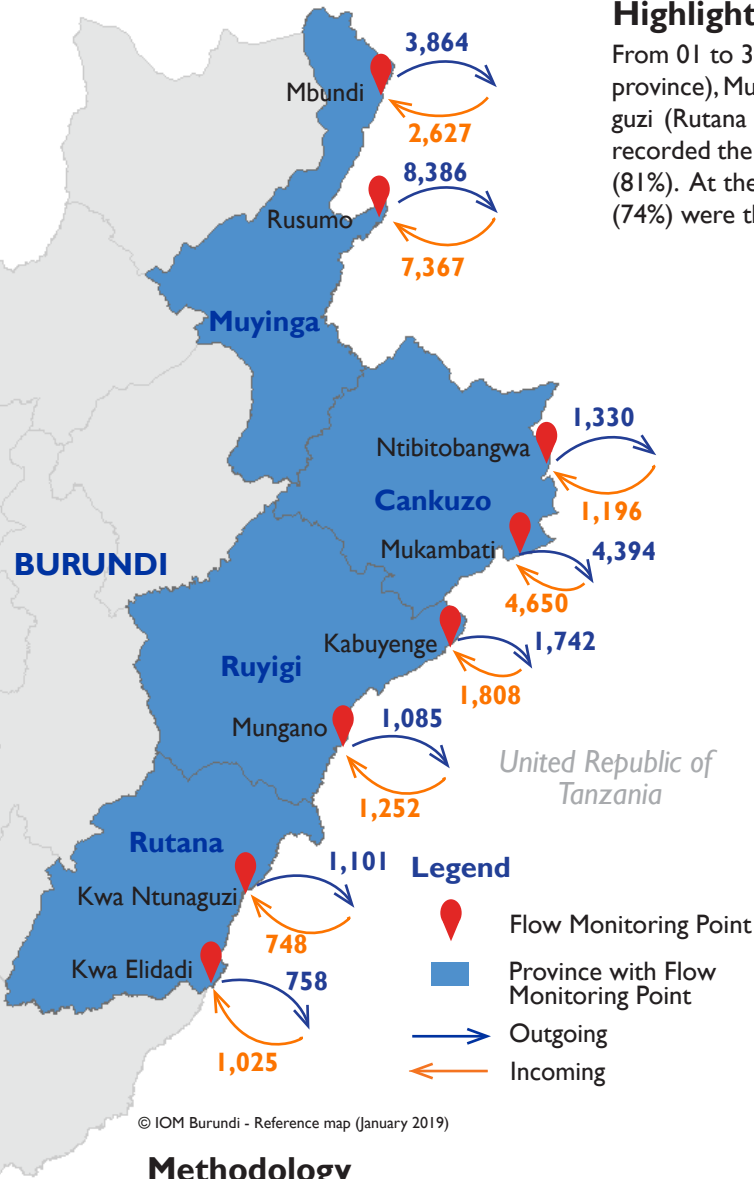 Highlight
From 01 to 3
province), Mu
guzi (Rutana
recorded the
(81%). At the
(74%) were th
3,864
Mbundi
2,627
8,386
Rusumo
7,367
Muyinga
1,330
Ntibitobangwa
1,196
Cankuzo
Mukambati
4,394
BURUNDI
4,650
Kabuyenge
1,742
Ruyigi
1,808
1,085
Mungano
1,252
United Republic of
Tanzania
Rutana
1,101
Kwa Ntunaguzi
748
Kwa Elidadi
758
1,025
Legend
Flow Monitoring Point
Province with Flow
Monitoring Point
Outgoing
Incoming
© IOM Burundi - Reference map (January 2019)
Methodology